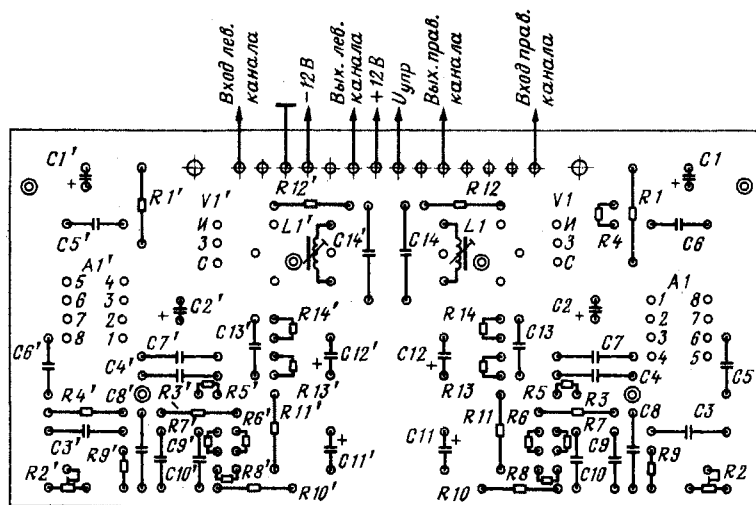 Вход лев. канала
-12В
Вых. лев. канала
+12В
Uупр
Вых. прав. канала
Вход прав. канала
C1' R1' V1' R12' R12 V1 R1 C1
+ И L1' C14' C14 L1 И R4 +
C5' З З C6
С С
A1' A1
5 4 C2' C2 1 8
6 3 + R14' R14 + 2 7
7 2 C13' C13 3 6
8 1 4 5
C6' C7' C12' C12 C7 C5
C4' + + C4
R3' R5' R13' R13 R5 R3
R4' C8' R7' R6' R11' R11 R6 R7 C8
C3' C9' + C11 + C9 C3
R9' C10' R8' C11' R8 C10 R9
R2' R10' R10 R2